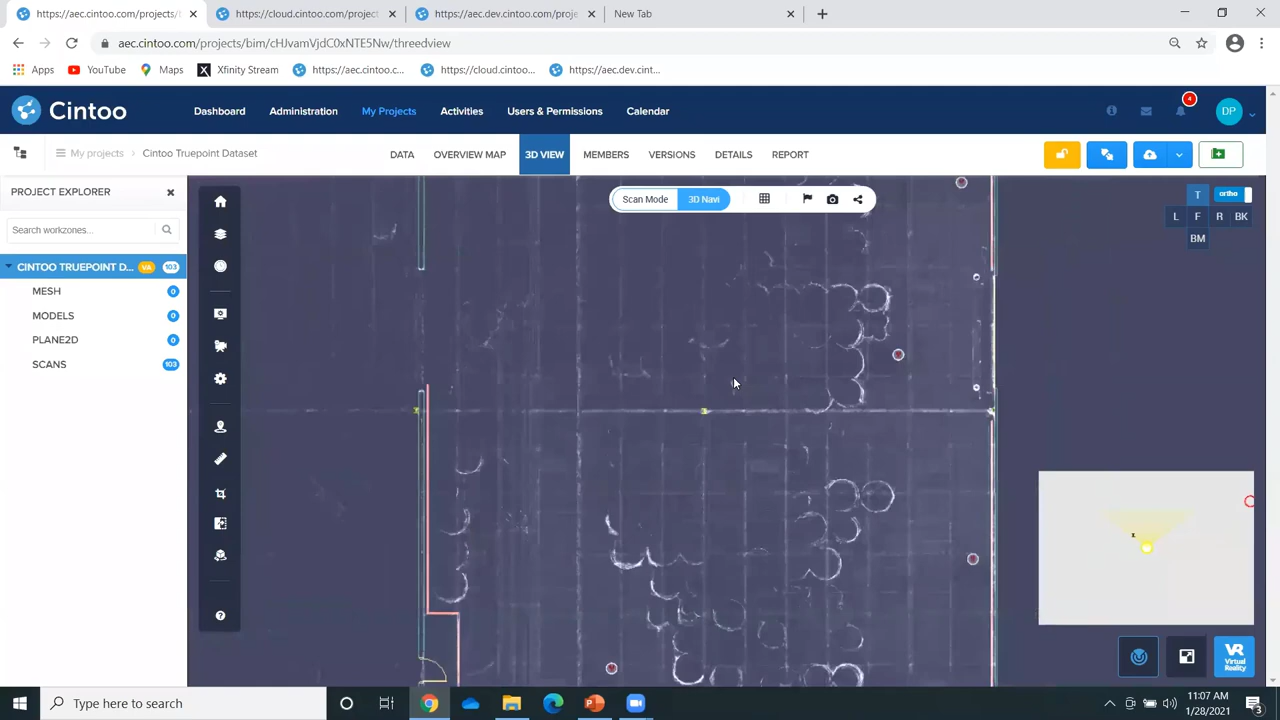 https://aec.cintoo.com/projects/t
https://cloud.cintoo.com/project
https://aec.dev.cintoo.com/proje
New Tab
aec.cintoo.com/projects/bim/cHJvamVjdC0xNTE5Nw/threedview
Apps
YouTube
Maps
Xfinity Stream
https://aec.cintoo.c...
https://cloud.cintoo...
https://aec.dev.cint...
Cintoo
Dashboard
Administration
My Projects
Activities
Users & Permissions
Calendar
4
DP
My projects
Cintoo Truepoint Dataset
DATA
OVERVIEW MAP
3D VIEW
MEMBERS
VERSIONS
DETAILS
REPORT
PROJECT EXPLORER
Search workzones...
CINTOO TRUEPOINT D...
VA
103
MESH
0
MODELS
0
PLANE2D
0
SCANS
103
Scan Mode
3D Navi
T
ortho
L
F
R
BK
BM
VR
Virtual
Reality
Type here to search
11:07 AM
1/28/2021
3